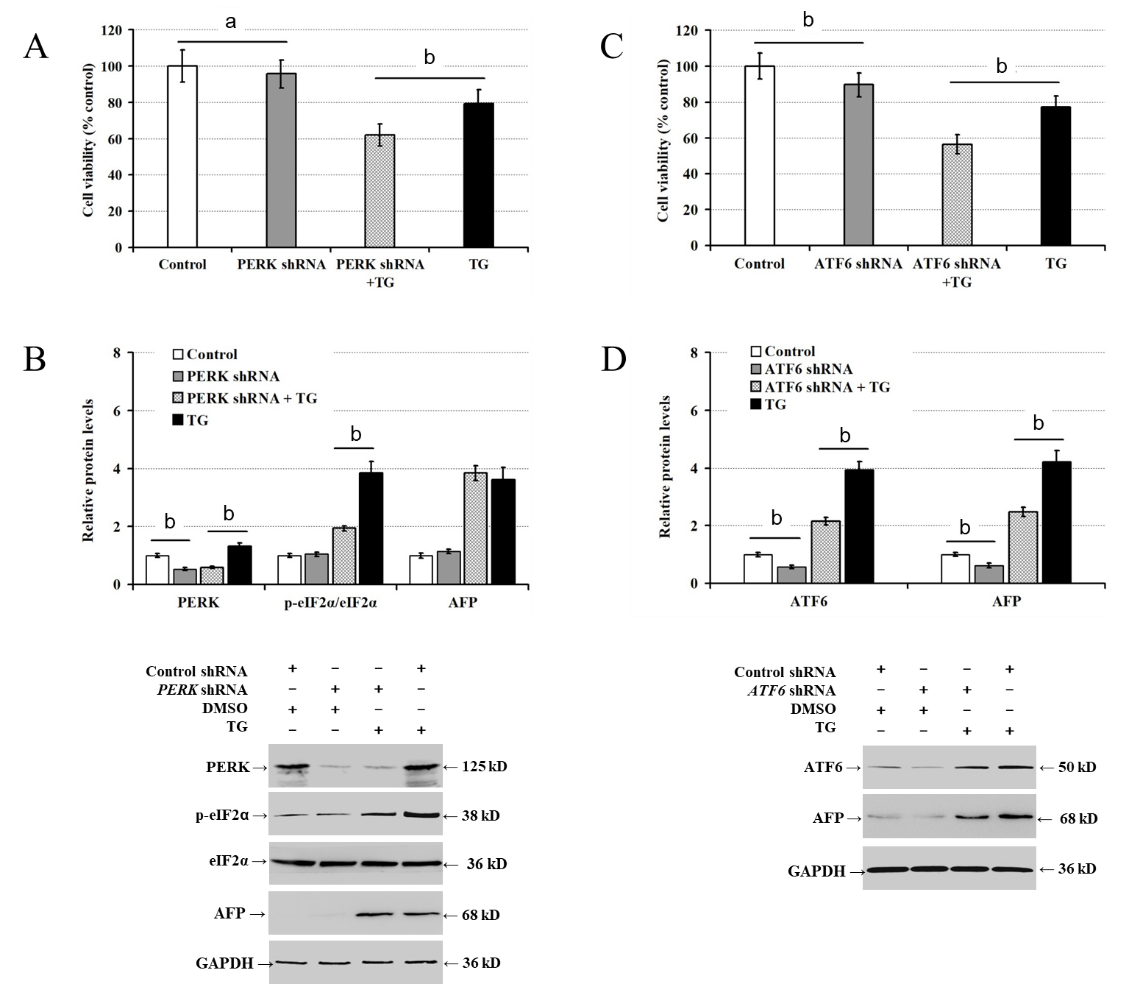 A
Cell viability (% control)
120
100
80
60
40
20
0
a
b
Control
PERK shRNA
PERK shRNA
+TG
TG
C
Cell viability (% control)
120
100
80
60
40
20
0
b
b
Control
ATF6 shRNA
ATF6 shRNA
+TG
TG
B
Relative protein levels
8
6
4
2
0
Control
PERK shRNA
PERK shRNA + TG
TG
b
b
b
PERK
p-eIF2α/eIF2α
AFP
D
Relative protein levels
8
6
4
2
0
Control
ATF6 shRNA
ATF6 shRNA + TG
TG
b
b
b
b
ATF6
AFP
Control shRNA + − − +
PERK shRNA − + + −
DMSO + + − −
TG − − + +
PERK→ ←125 kD
p-eIF2α→ ←38 kD
eIF2α→ ←36 kD
AFP→ ←68 kD
GAPDH→ ←36 kD
Control shRNA + − − +
ATF6 shRNA − + + −
DMSO + + − −
TG − − + +
ATF6→ ←50 kD
AFP→ ←68 kD
GAPDH→ ←36 kD